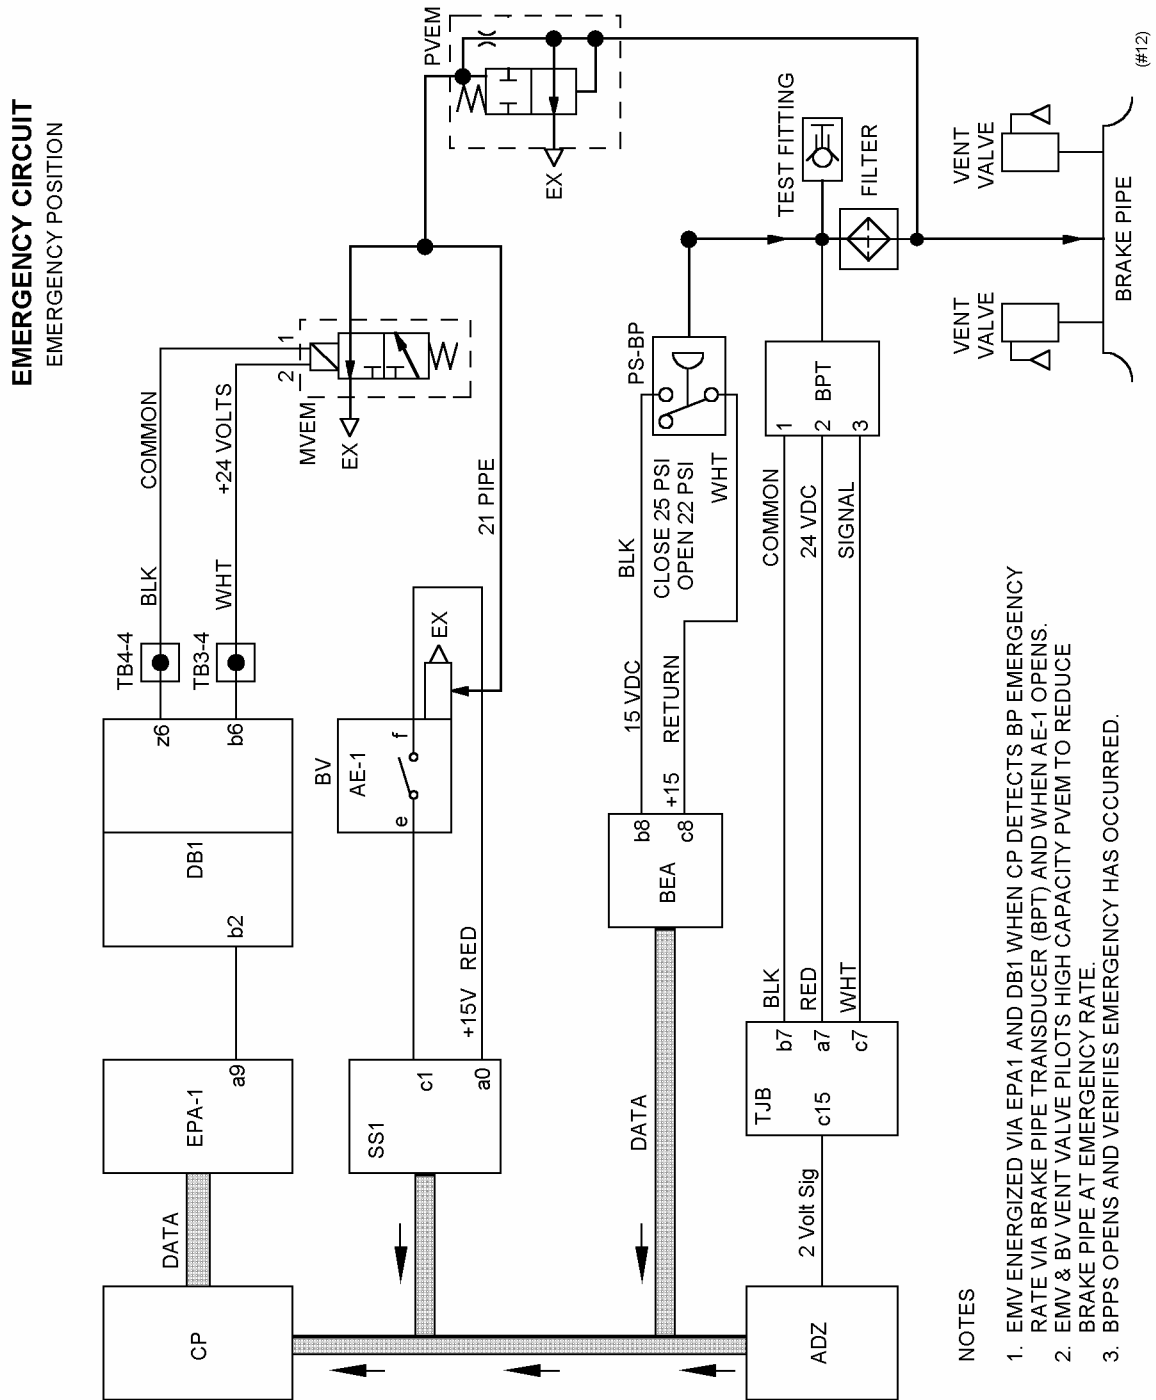 EMERGENCY CIRCUIT
EMERGENCY POSITION
CP
DATA
EPA-1
a9
b2
DB1
z6
b6
TB4-4
TB3-4
BLK
COMMON
WHT
+24 VOLTS
1
2
MVEM
EX
PVEM
EX
SS1
c1
a0
+15V RED
BV
AE-1
e
f
EX
21 PIPE
DATA
BEA
b8
c8
15 VDC
+15 RETURN
BLK
CLOSE 25 PSI
OPEN 22 PSI
WHT
PS-BP
TEST FITTING
FILTER
ADZ
2 Volt Sig
TJB
c15
b7
a7
c7
BLK
RED
WHT
COMMON
24 VDC
SIGNAL
1
2
3
BPT
VENT
VALVE
VENT
VALVE
BRAKE PIPE
(#12)
NOTES
1. EMV ENERGIZED VIA EPA1 AND DB1 WHEN CP DETECTS BP EMERGENCY
RATE VIA BRAKE PIPE TRANSDUCER (BPT) AND WHEN AE-1 OPENS.
2. EMV & BV VENT VALVE PILOTS HIGH CAPACITY PVEM TO REDUCE
BRAKE PIPE AT EMERGENCY RATE.
3. BPPS OPENS AND VERIFIES EMERGENCY HAS OCCURRED.